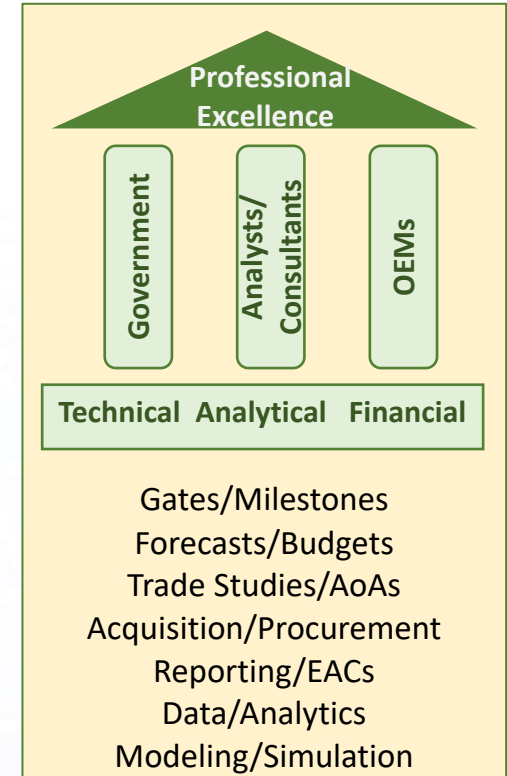 Professional
Excellence
Government
Analysts/
Consultants
OEMs
Technical Analytical Financial
Gates/Milestones
Forecasts/Budgets
Trade Studies/AoAs
Acquisition/Procurement
Reporting/EACs
Data/Analytics
Modeling/Simulation